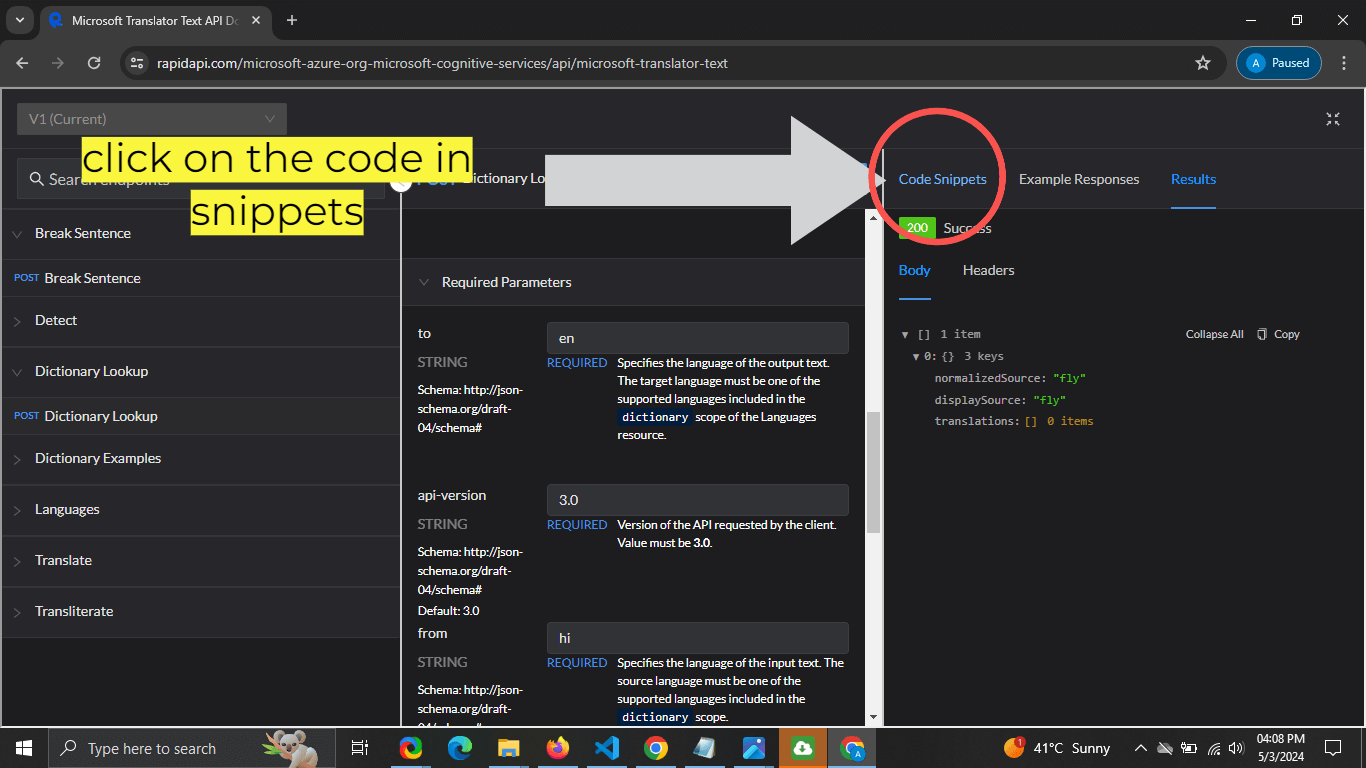 Microsoft Translator Text API Do
rapidapi.com/microsoft-azure-org-microsoft-cognitive-services/api/microsoft-translator-text
A Paused
V1 (Current)
click on the code in
snippets
Search endpoints
Break Sentence
POST Break Sentence
Detect
Dictionary Lookup
POST Dictionary Lookup
Dictionary Examples
Languages
Translate
Transliterate
POST Dictionary Lo
Required Parameters
to
en
STRING
REQUIRED Specifies the language of the output text.
The target language must be one of the
supported languages included in the
dictionary scope of the Languages
resource.
Schema: http://json-
schema.org/draft-
04/schema#
api-version
3.0
STRING
REQUIRED Version of the API requested by the client.
Value must be 3.0.
Schema: http://json-
schema.org/draft-
04/schema#
Default: 3.0
from
hi
STRING
REQUIRED Specifies the language of the input text. The
source language must be one of the
supported languages included in the
dictionary scope.
Schema: http://json-
schema.org/draft-
Code Snippets Example Responses Results
200 Success
Body Headers
[] 1 item
Collapse All Copy
0: {} 3 keys
normalizedSource: "fly"
displaySource: "fly"
translations: [] 0 items
Type here to search
A
1
41°C Sunny
04:08 PM
5/3/2024